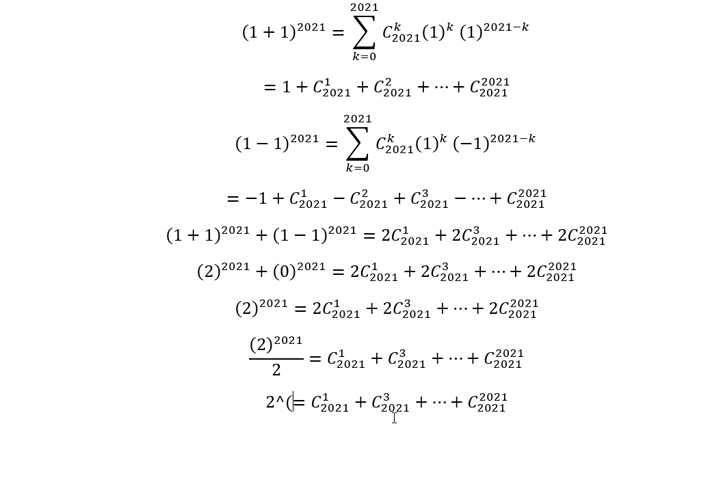 (1 + 1)^2021 = ∑_{k=0}^{2021} C_2021^k (1)^k (1)^{2021−k}
= 1 + C_2021^1 + C_2021^2 + ⋯ + C_2021^2021
(1 − 1)^2021 = ∑_{k=0}^{2021} C_2021^k (1)^k (−1)^{2021−k}
= −1 + C_2021^1 − C_2021^2 + C_2021^3 − ⋯ + C_2021^2021
(1 + 1)^2021 + (1 − 1)^2021 = 2C_2021^1 + 2C_2021^3 + ⋯ + 2C_2021^2021
(2)^2021 + (0)^2021 = 2C_2021^1 + 2C_2021^3 + ⋯ + 2C_2021^2021
(2)^2021 = 2C_2021^1 + 2C_2021^3 + ⋯ + 2C_2021^2021
(2)^2021 / 2 = C_2021^1 + C_2021^3 + ⋯ + C_2021^2021
2^(= C_2021^1 + C_2021^3 + ⋯ + C_2021^2021